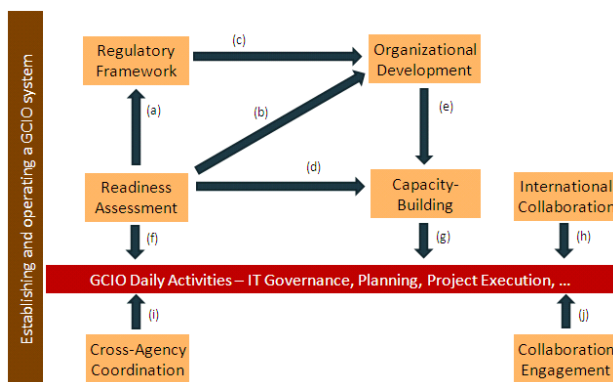 Establishing and operating a GCIO system
Regulatory
Framework
(c)
Organizational
Development
(a)
(b)
(e)
Readiness
Assessment
(d)
Capacity-
Building
International
Collaboration
(f)
(g)
(h)
GCIO Daily Activities – IT Governance, Planning, Project Execution, ...
(i)
(j)
Cross-Agency
Coordination
Collaboration
Engagement